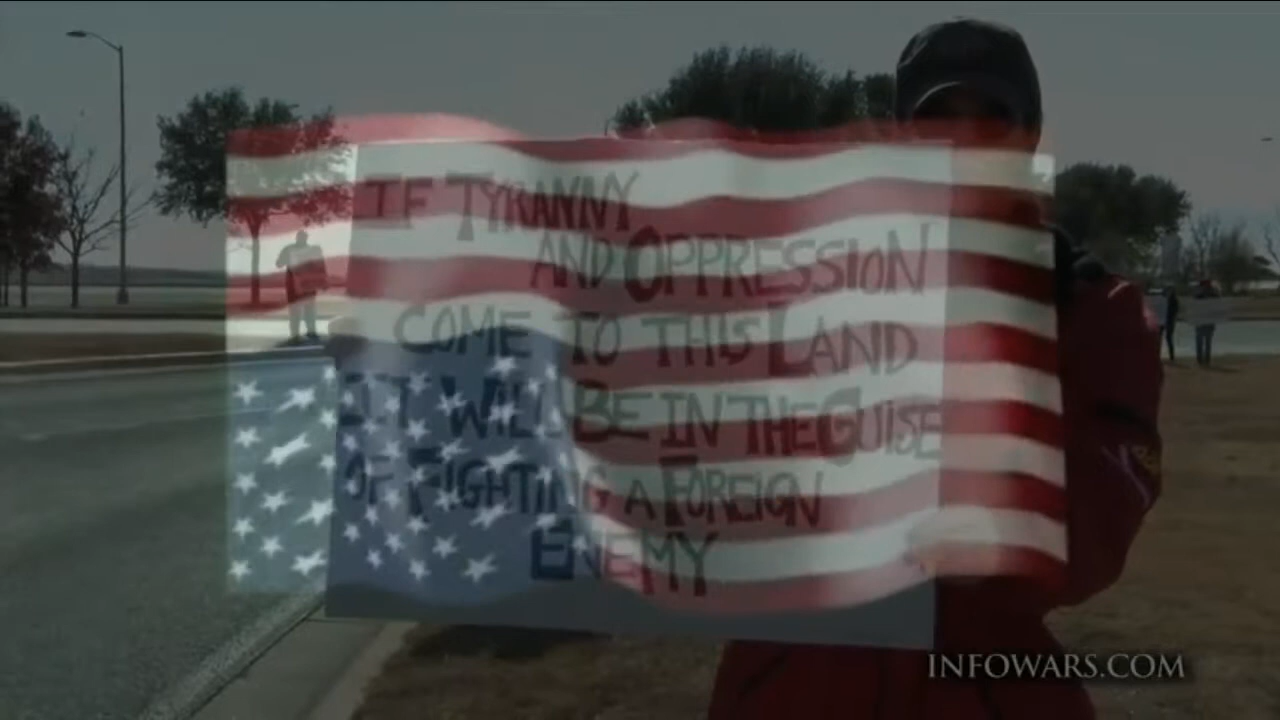 IF TYRANNY
AND OPPRESSION
COME TO THIS LAND
IT WILL BE IN THE GUISE
OF FIGHTING A FOREIGN
ENEMY
INFOWARS.COM